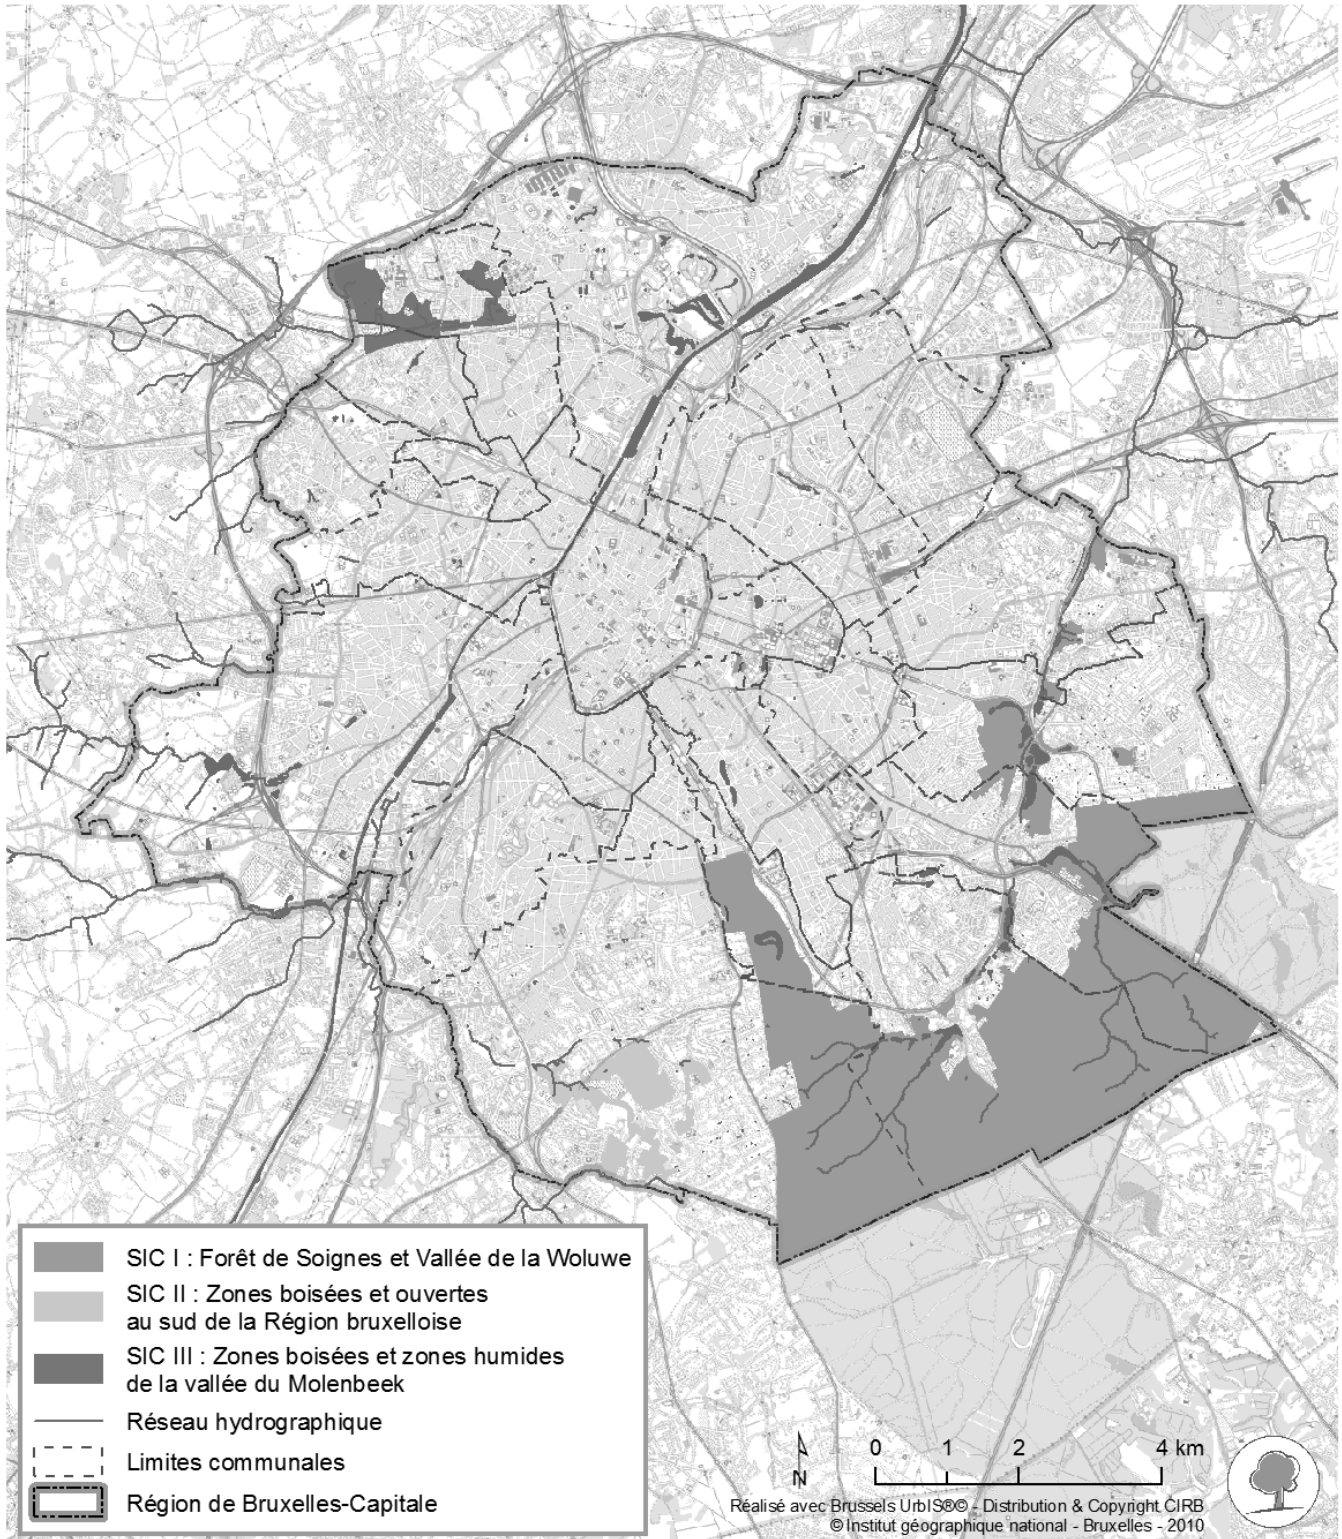 SIC I : Forêt de Soignes et Vallée de la Woluwe
SIC II : Zones boisées et ouvertes
au sud de la Région bruxelloise
SIC III : Zones boisées et zones humides
de la vallée du Molenbeek
Réseau hydrographique
Limites communales
Région de Bruxelles-Capitale
N
0 1 2 4 km
Réalisé avec Brussels UrbIS®© - Distribution & Copyright CIRB
© Institut géographique national - Bruxelles - 2010